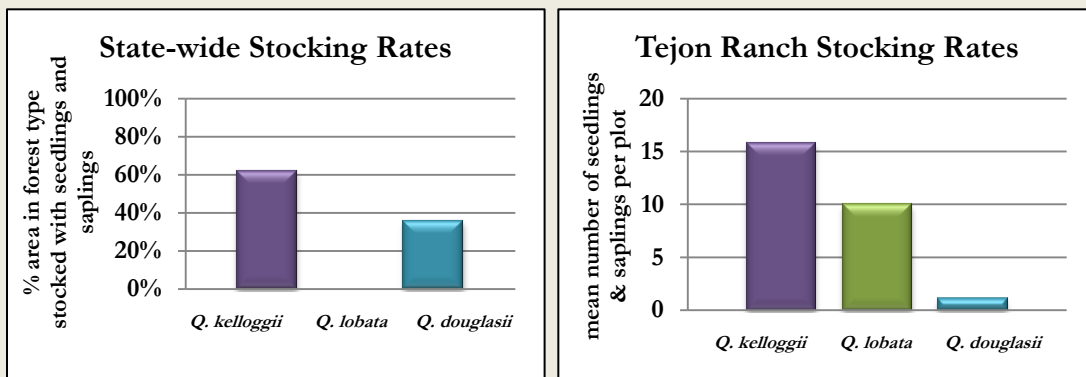 State-wide Stocking Rates
% area in forest type
stocked with seedlings and
saplings
100%
80%
60%
40%
20%
0%
Q. kelloggii Q. lobata Q. douglasii
Tejon Ranch Stocking Rates
mean number of seedlings
& saplings per plot
20
15
10
5
0
Q. kelloggii Q. lobata Q. douglasii